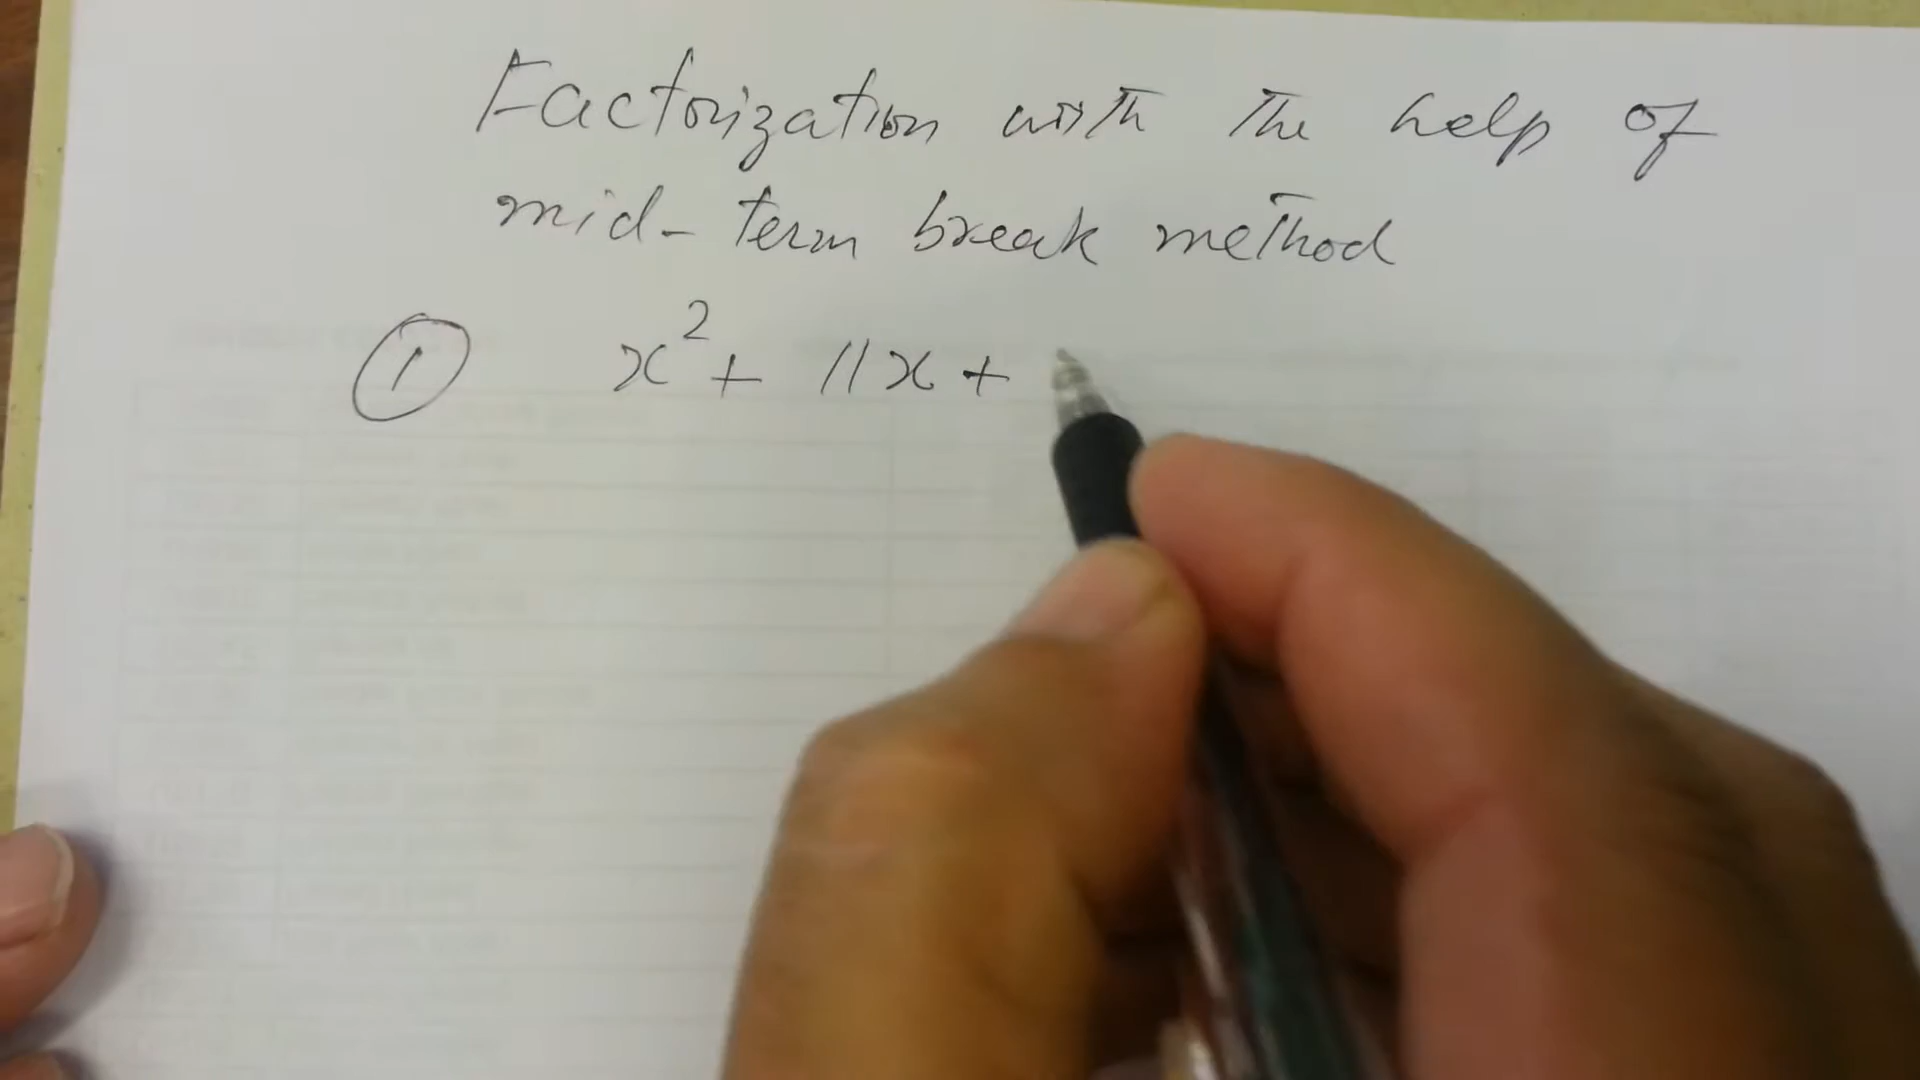 Factorization with the help of
mid-term break method
① x² + 11x +